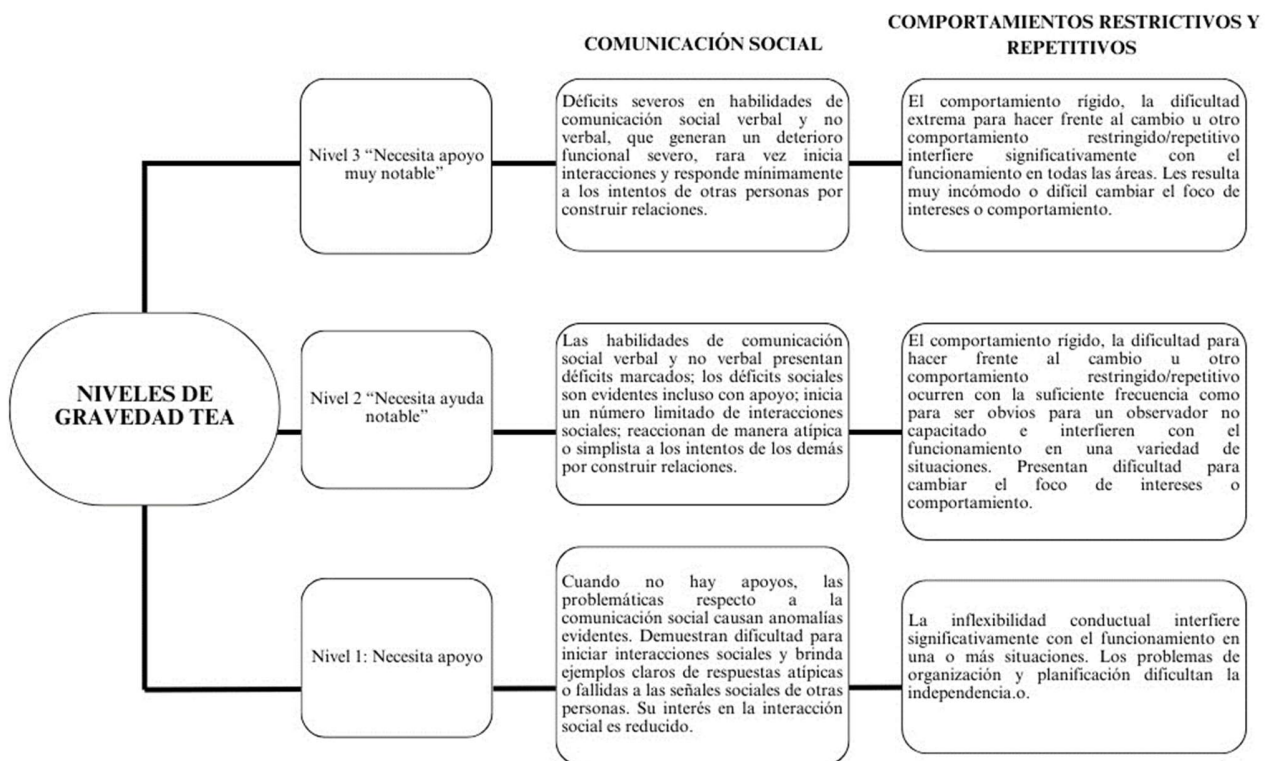 COMUNICACIÓN SOCIAL
COMPORTAMIENTOS RESTRICTIVOS Y
REPETITIVOS
NIVELES DE
GRAVEDAD TEA
Nivel 3 “Necesita apoyo
muy notable”
Déficits severos en habilidades de
comunicación social verbal y no
verbal, que generan un deterioro
funcional severo, rara vez inicia
interacciones y responde mínimamente
a los intentos de otras personas por
construir relaciones.
El comportamiento rígido, la dificultad
extrema para hacer frente al cambio u otro
comportamiento restringido/repetitivo
interfiere significativamente con el
funcionamiento en todas las áreas. Les resulta
muy incómodo o difícil cambiar el foco de
intereses o comportamiento.
Nivel 2 “Necesita ayuda
notable”
Las habilidades de comunicación
social verbal y no verbal presentan
déficits marcados; los déficits sociales
son evidentes incluso con apoyo; inicia
un número limitado de interacciones
sociales; reaccionan de manera atípica
o simplista a los intentos de los demás
por construir relaciones.
El comportamiento rígido, la dificultad para
hacer frente al cambio u otro
comportamiento restringido/repetitivo
ocurren con la suficiente frecuencia como
para ser obvios para un observador no
capacitado e interfieren con el
funcionamiento en una variedad de
situaciones. Presentan dificultad para
cambiar el foco de intereses o
comportamiento.
Nivel 1: Necesita apoyo
Cuando no hay apoyos, las
problemáticas respecto a la
comunicación social causan anomalías
evidentes. Demuestran dificultad para
iniciar interacciones sociales y brinda
ejemplos claros de respuestas atípicas
o fallidas a las señales sociales de otras
personas. Su interés en la interacción
social es reducido.
La inflexibilidad conductual interfiere
significativamente con el funcionamiento en
una o más situaciones. Los problemas de
organización y planificación dificultan la
independencia.o.